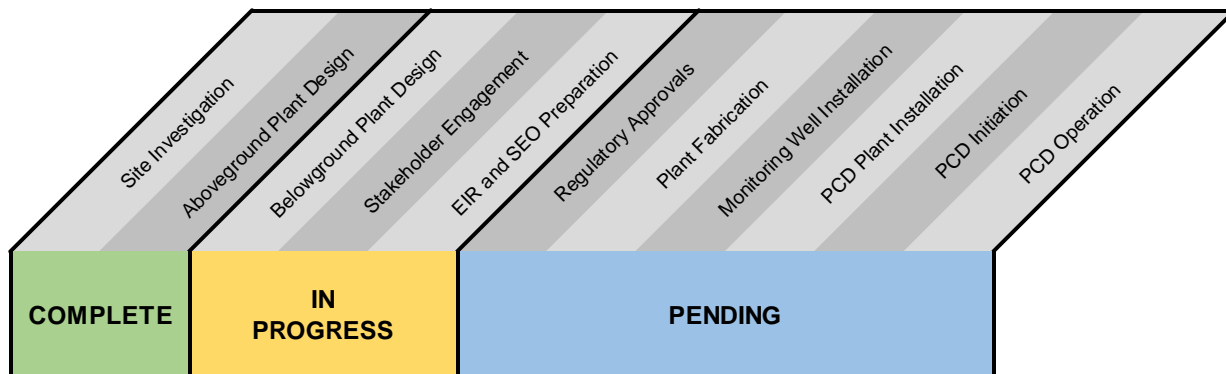 Site Investigation
Aboveground Plant Design
Belowground Plant Design
Stakeholder Engagement
EIR and SEO Preparation
Regulatory Approvals
Plant Fabrication
Monitoring Well Installation
PCD Plant Installation
PCD Initiation
PCD Operation
COMPLETE
IN
PROGRESS
PENDING